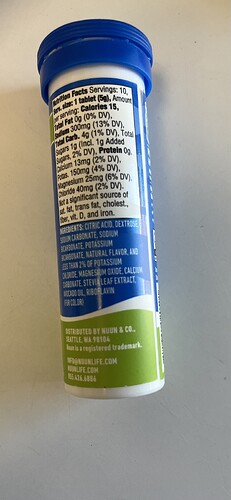 Nutrition Facts Servings: 10,
Serv. size: 1 tablet (5g), Amount
per serving: Calories 15,
Total Fat 0g (0% DV),
Sodium 300mg (13% DV),
Total Carb. 4g (1% DV), Total
Sugars 1g (Incl. 1g Added
Sugars, 2% DV), Protein 0g,
Calcium 13mg (2% DV),
Potas. 150mg (4% DV),
Magnesium 25mg (6% DV),
Chloride 40mg (2% DV).
Not a significant source of
sat. fat, trans fat, cholest.,
fiber, vit. D, and iron.
INGREDIENTS: CITRIC ACID, DEXTROSE,
SODIUM CARBONATE, SODIUM
BICARBONATE, POTASSIUM
BICARBONATE, NATURAL FLAVOR, AND
LESS THAN 2% OF POTASSIUM
CHLORIDE, MAGNESIUM OXIDE, CALCIUM
CARBONATE, STEVIA LEAF EXTRACT,
AVOCADO OIL, RIBOFLAVIN
(FOR COLOR)
DISTRIBUTED BY NUUN & CO.,
SEATTLE, WA 98104
Nuun is a registered trademark.
INFO@NUUNLIFE.COM
NUUNLIFE.COM